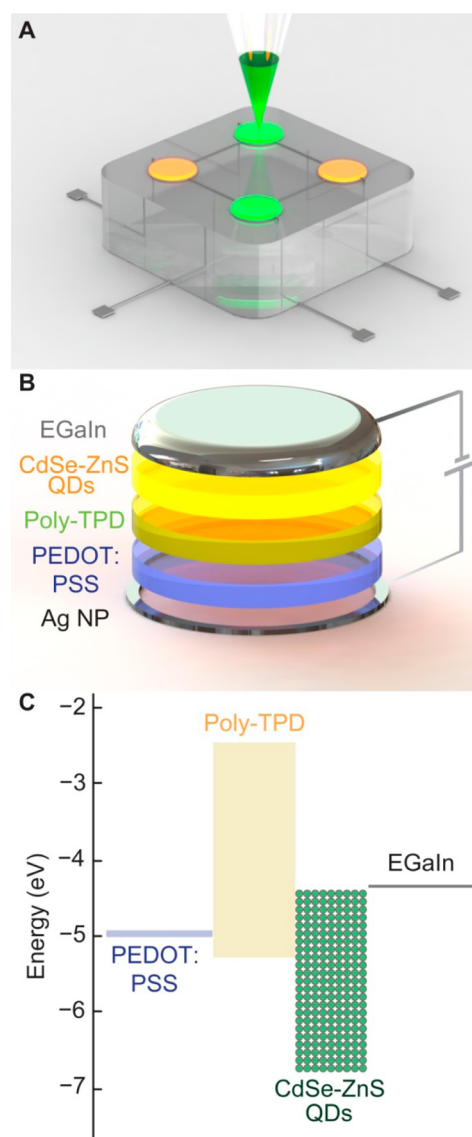 A
B
EGaIn
CdSe-ZnS
QDs
Poly-TPD
PEDOT:
PSS
Ag NP
C
Energy (eV)
−2
−3
−4
−5
−6
−7
Poly-TPD
EGaIn
PEDOT:
PSS
CdSe-ZnS
QDs